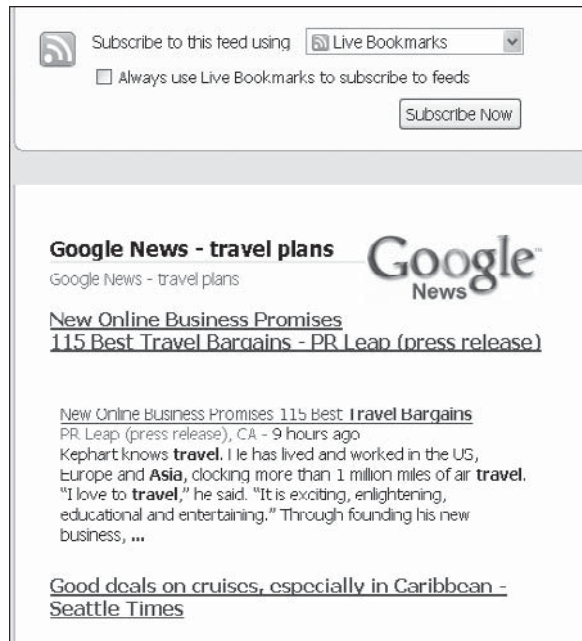 Subscribe to this feed using Live Bookmarks
Always use Live Bookmarks to subscribe to feeds
Subscribe Now
Google News - travel plans
Google News - travel plans
Google™
News
New Online Business Promises
115 Best Travel Bargains - PR Leap (press release)
New Online Business Promises 115 Best Travel Bargains
PR Leap (press release), CA - 9 hours ago
Kephart knows travel. He has lived and worked in the US,
Europe and Asia, clocking more than 1 million miles of air travel.
"I love to travel," he said. "It is exciting, enlightening,
educational and entertaining." Through founding his new
business, ...
Good deals on cruises, especially in Caribbean -
Seattle Times